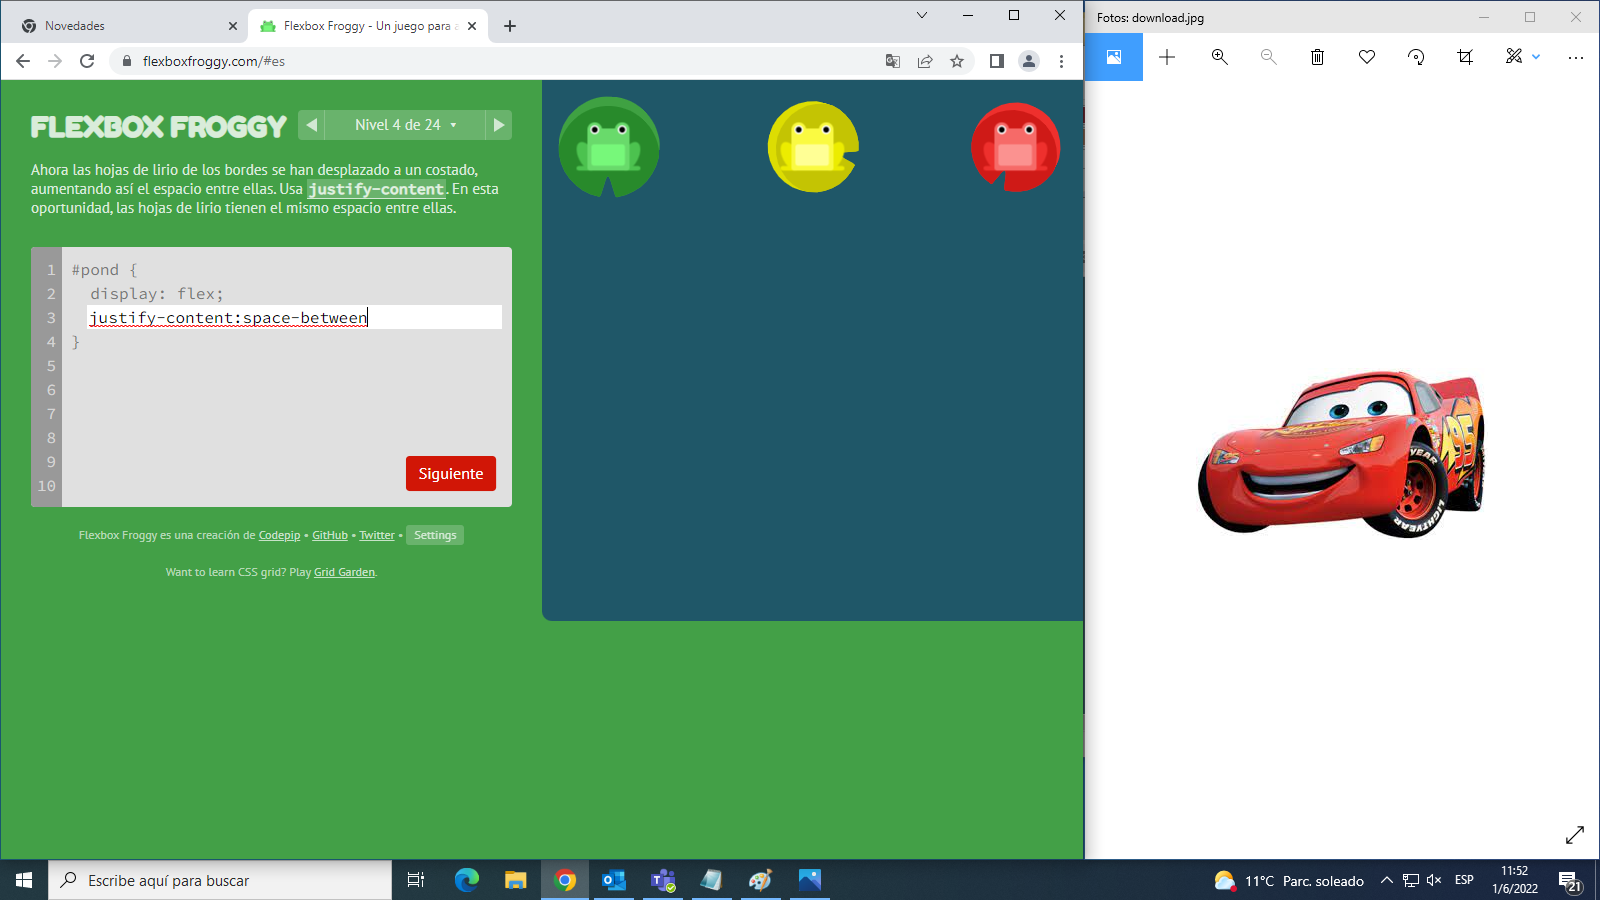 Novedades
Flexbox Froggy - Un juego para a
flexboxfroggy.com/#es
FLEXBOX FROGGY
Nivel 4 de 24
Ahora las hojas de lirio de los bordes se han desplazado a un costado,
aumentando así el espacio entre ellas. Usa justify-content. En esta
oportunidad, las hojas de lirio tienen el mismo espacio entre ellas.
1 #pond {
2 display: flex;
3 justify-content:space-between
4 }
5
6
7
8
9
10
Siguiente
Flexbox Froggy es una creación de Codepip • GitHub • Twitter • Settings
Want to learn CSS grid? Play Grid Garden.
Fotos: download.jpg
95
LIGHTYEAR
Escribe aquí para buscar
11°C Parc. soleado
ESP
11:52
1/6/2022
21